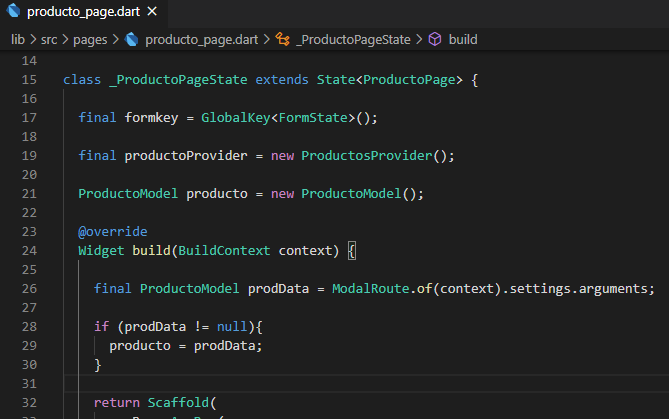 producto_page.dart ×
lib > src > pages > producto_page.dart > _ProductoPageState > build
14
15 class _ProductoPageState extends State<ProductoPage> {
16
17 final formkey = GlobalKey<FormState>();
18
19 final productoProvider = new ProductosProvider();
20
21 ProductoModel producto = new ProductoModel();
22
23 @override
24 Widget build(BuildContext context) {
25
26 final ProductoModel prodData = ModalRoute.of(context).settings.arguments;
27
28 if (prodData != null){
29 producto = prodData;
30 }
31
32 return Scaffold(